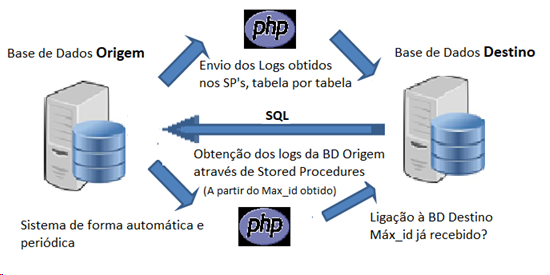 php
Base de Dados Origem
Base de Dados Destino
Envio dos Logs obtidos
nos SP's, tabela por tabela
SQL
Obtenção dos logs da BD Origem
através de Stored Procedures
(A partir do Max_id obtido)
php
Sistema de forma automática e
periódica
Ligação à BD Destino
Máx_id já recebido?